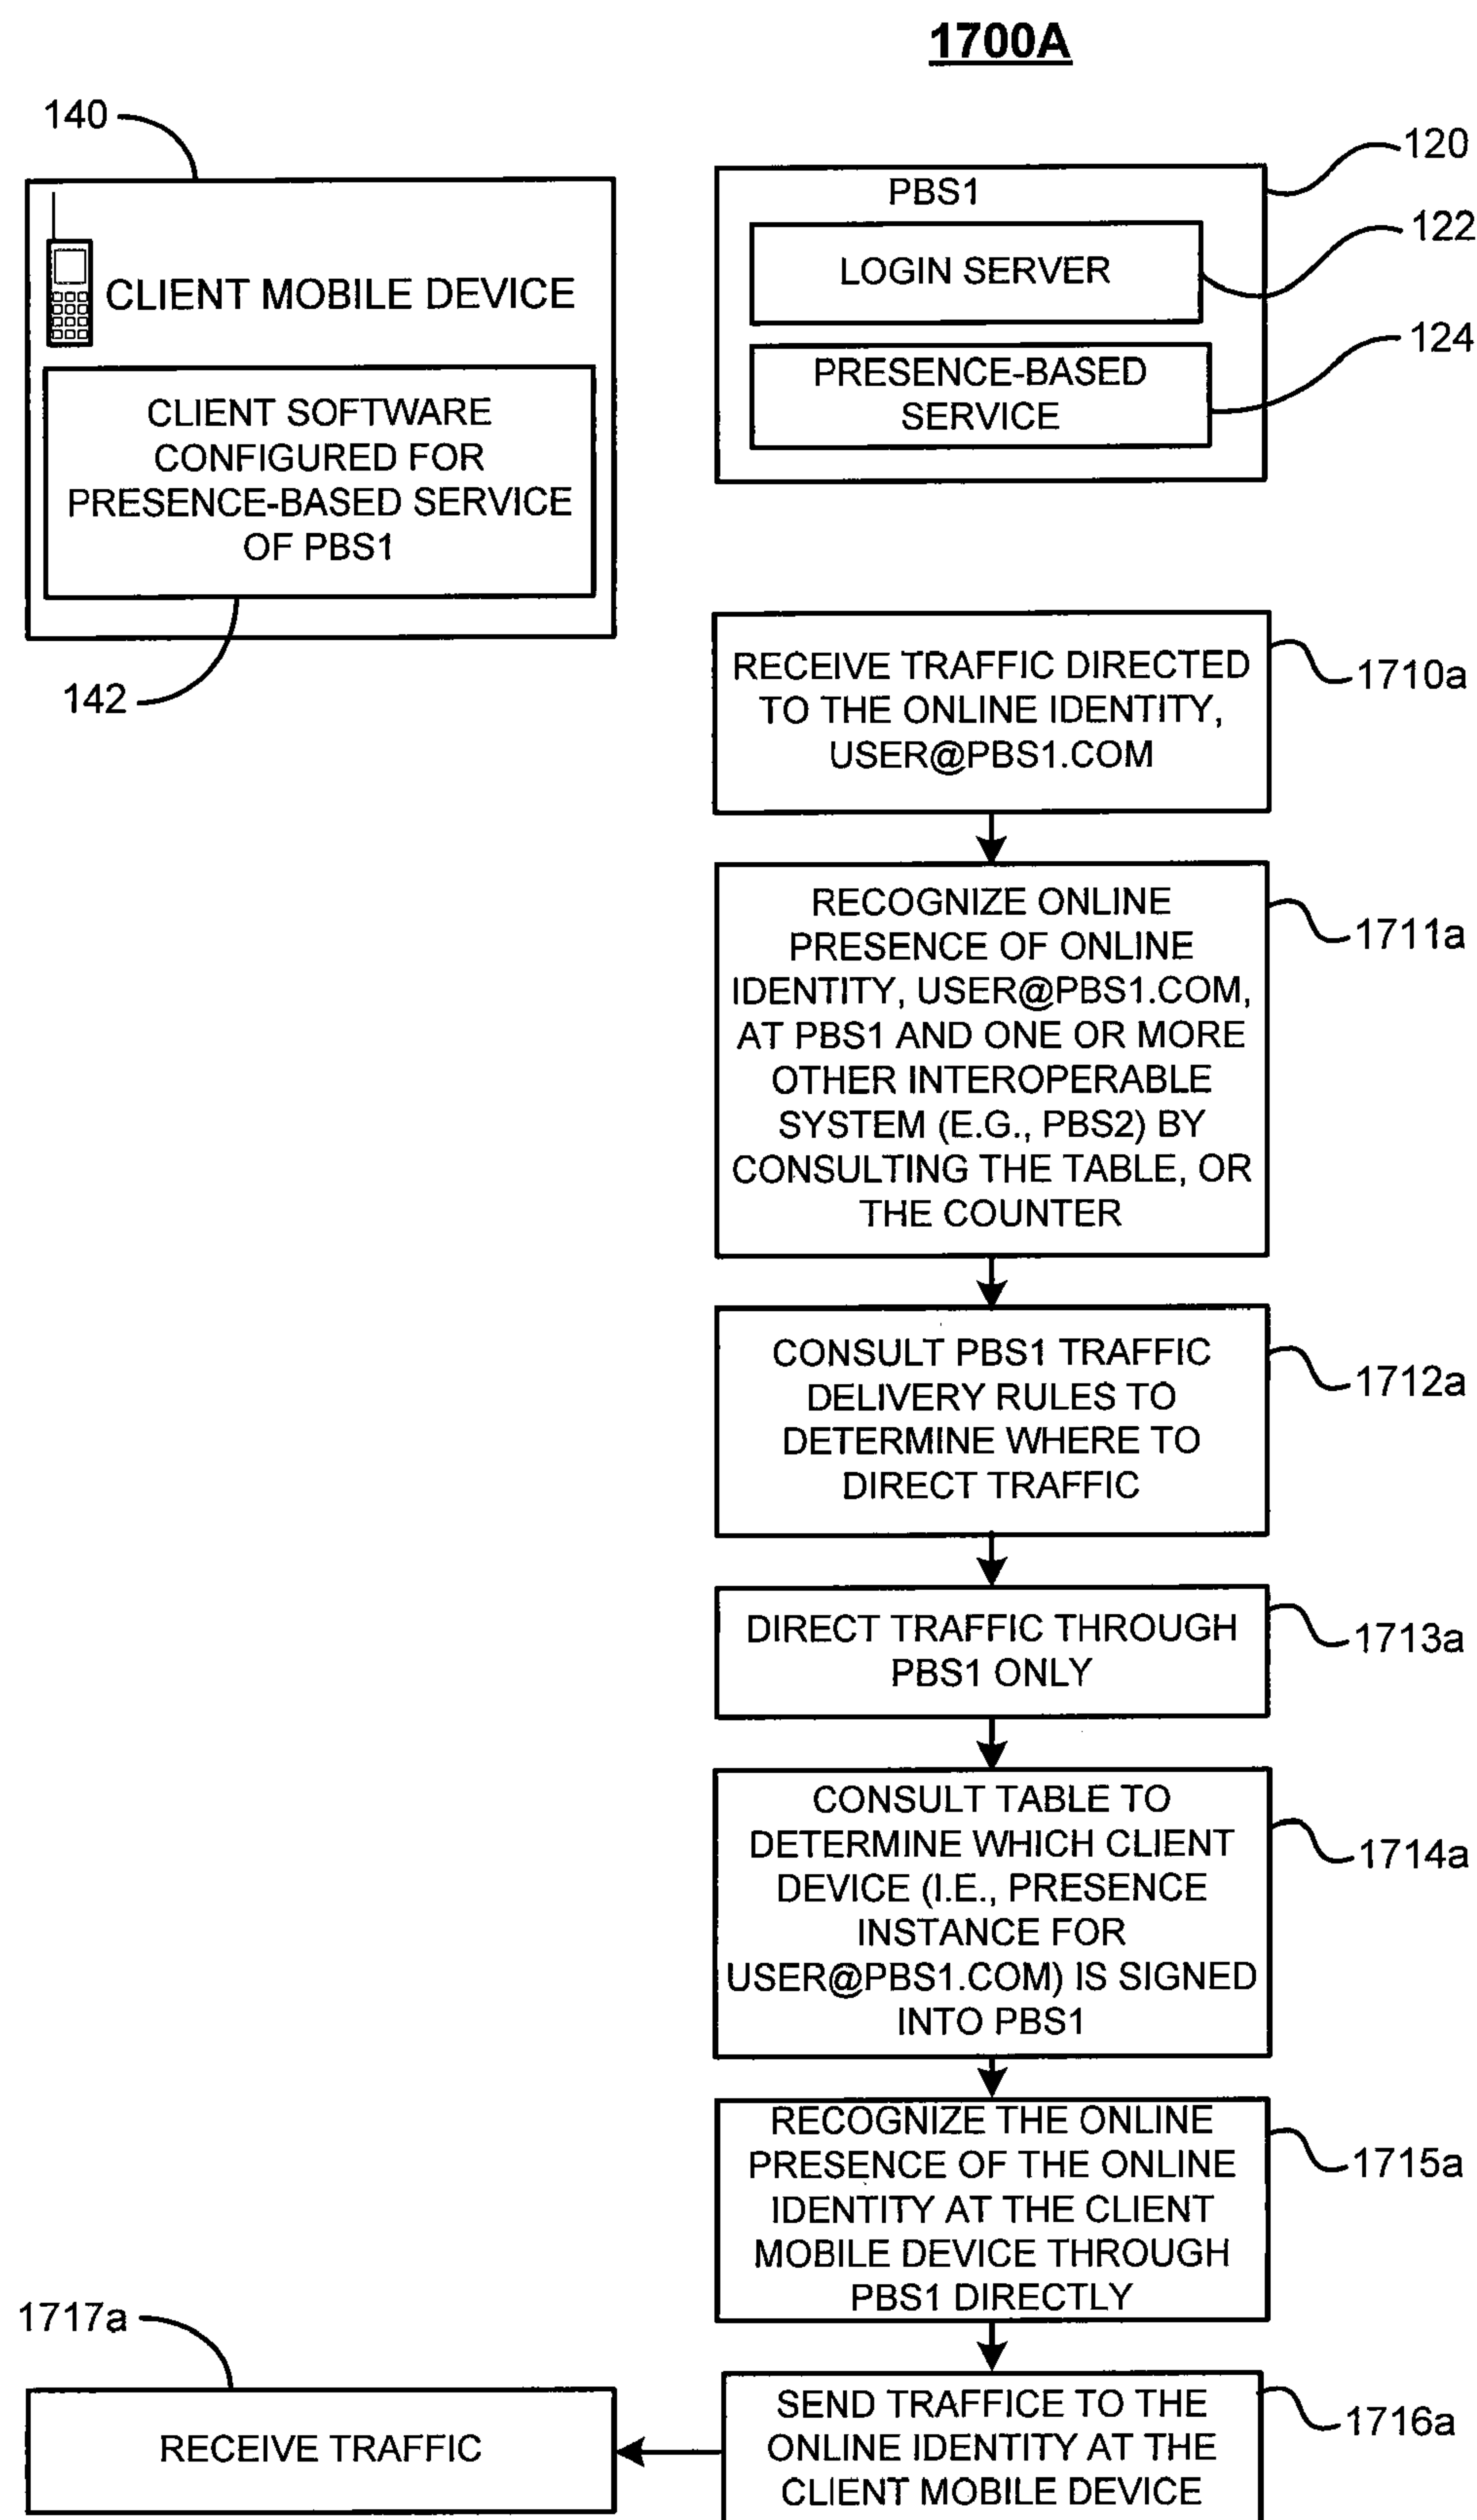 1700A
140
CLIENT MOBILE DEVICE
CLIENT SOFTWARE
CONFIGURED FOR
PRESENCE-BASED SERVICE
OF PBS1
142
PBS1
120
LOGIN SERVER
122
PRESENCE-BASED
SERVICE
124
RECEIVE TRAFFIC DIRECTED
TO THE ONLINE IDENTITY,
USER@PBS1.COM
1710a
RECOGNIZE ONLINE
PRESENCE OF ONLINE
IDENTITY, USER@PBS1.COM,
AT PBS1 AND ONE OR MORE
OTHER INTEROPERABLE
SYSTEM (E.G., PBS2) BY
CONSULTING THE TABLE, OR
THE COUNTER
1711a
CONSULT PBS1 TRAFFIC
DELIVERY RULES TO
DETERMINE WHERE TO
DIRECT TRAFFIC
1712a
DIRECT TRAFFIC THROUGH
PBS1 ONLY
1713a
CONSULT TABLE TO
DETERMINE WHICH CLIENT
DEVICE (I.E., PRESENCE
INSTANCE FOR
USER@PBS1.COM) IS SIGNED
INTO PBS1
1714a
RECOGNIZE THE ONLINE
PRESENCE OF THE ONLINE
IDENTITY AT THE CLIENT
MOBILE DEVICE THROUGH
PBS1 DIRECTLY
1715a
SEND TRAFFICE TO THE
ONLINE IDENTITY AT THE
CLIENT MOBILE DEVICE
1716a
1717a
RECEIVE TRAFFIC